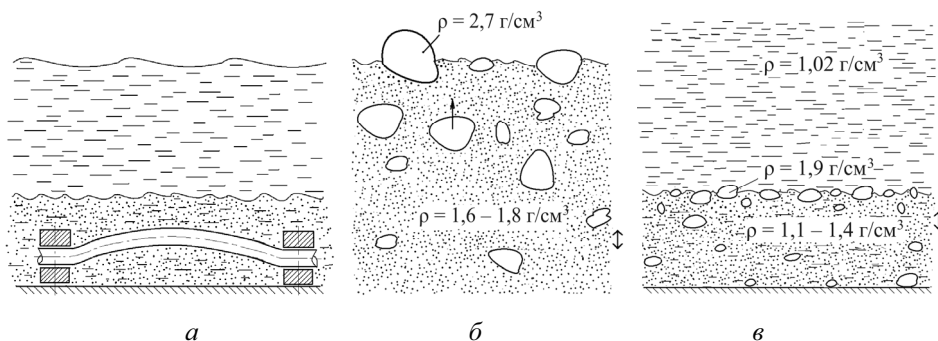 ρ = 2,7 г/см³
ρ = 1,6 – 1,8 г/см³
ρ = 1,02 г/см³
ρ = 1,9 г/см³
ρ = 1,1 – 1,4 г/см³
а
б
в